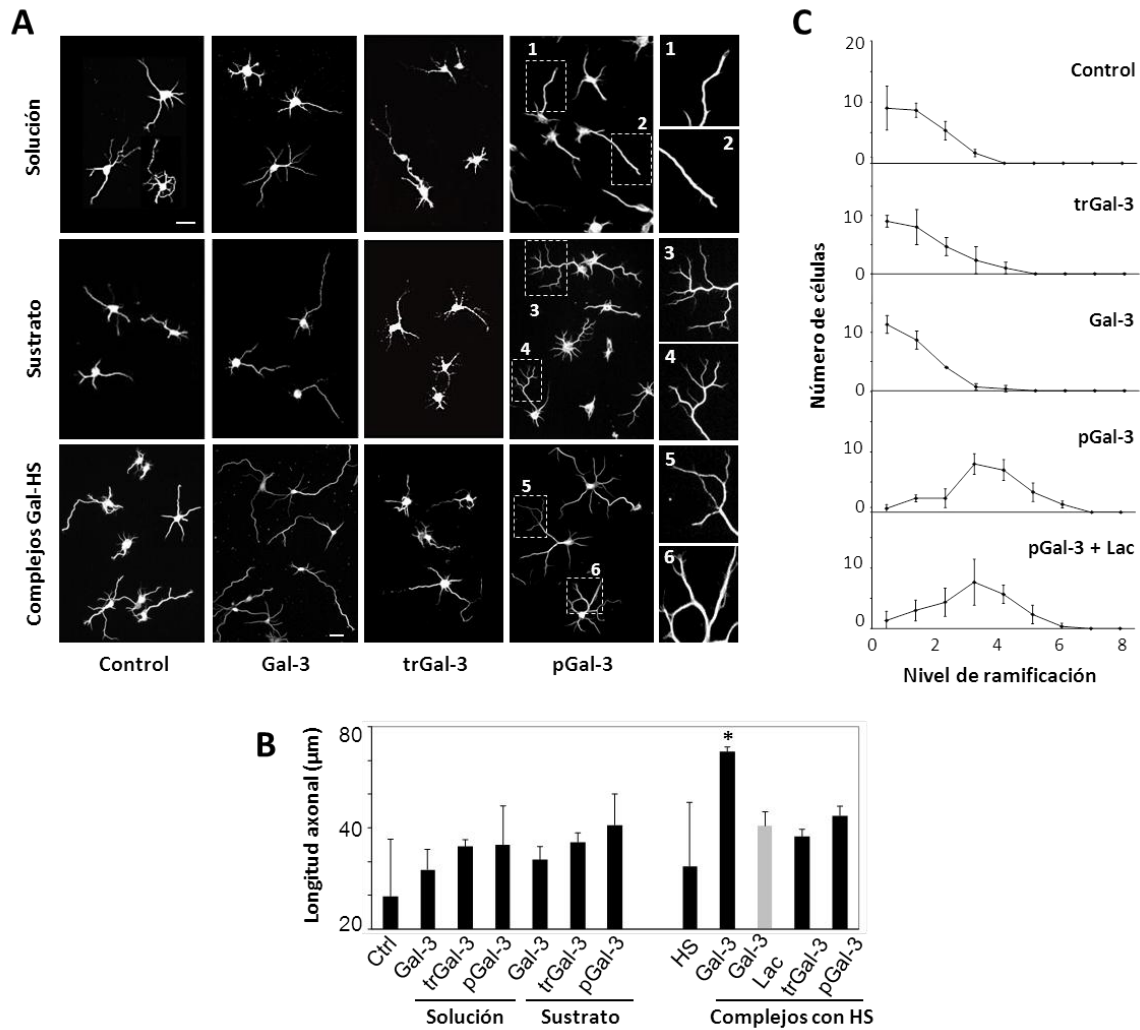 A
Solución
1
2
1
2
Sustrato
3
4
3
4
Complejos Gal-HS
5
6
5
6
Control
Gal-3
trGal-3
pGal-3
C
Número de células
20
10
0
Control
10
0
trGal-3
10
0
Gal-3
10
0
pGal-3
10
0
pGal-3 + Lac
0 2 4 6 8
Nivel de ramificación
B
Longitud axonal (µm)
80
40
20
*
Ctrl
Gal-3
trGal-3
pGal-3
Gal-3
trGal-3
pGal-3
HS
Gal-3
Gal-3
Lac
trGal-3
pGal-3
Solución
Sustrato
Complejos con HS